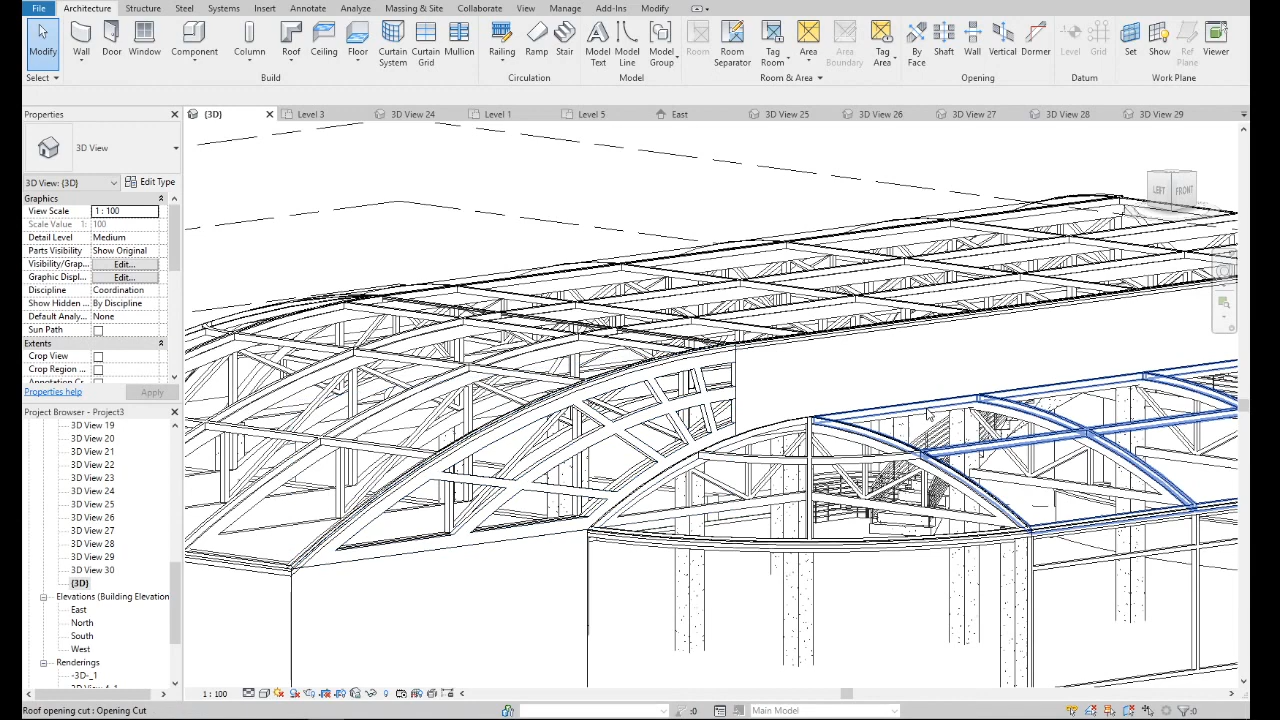 File Architecture Structure Steel Systems Insert Annotate Analyze Massing & Site Collaborate View Manage Add-Ins Modify
Modify Wall Door Window Component Column Roof Ceiling Floor Curtain System Curtain Grid Mullion Railing Ramp Stair Model Text Model Line Model Group Room Room Separator Tag Room Area Area Boundary Tag Area By Face Shaft Wall Vertical Dormer Level Grid Set Show Ref Plane Viewer
Select Build Circulation Model Room & Area Opening Datum Work Plane
Properties
{3D} Level 3 3D View 24 Level 1 Level 5 East 3D View 25 3D View 26 3D View 27 3D View 28 3D View 29
3D View
3D View: {3D} Edit Type
Graphics
View Scale 1 : 100
Scale Value 1: 100
Detail Level Medium
Parts Visibility Show Original
Visibility/Grap... Edit...
Graphic Displ... Edit...
Discipline Coordination
Show Hidden ... By Discipline
Default Analy... None
Sun Path
Extents
Crop View
Crop Region ...
Annotation Cr
Properties help Apply
LEFT FRONT
Project Browser - Project3
3D View 19
3D View 20
3D View 21
3D View 22
3D View 23
3D View 24
3D View 25
3D View 26
3D View 27
3D View 28
3D View 29
3D View 30
{3D}
Elevations (Building Elevation
East
North
South
West
Renderings
-3D-_1
3D View 4_1
1 : 100
Roof opening cut : Opening Cut :0 Main Model :0